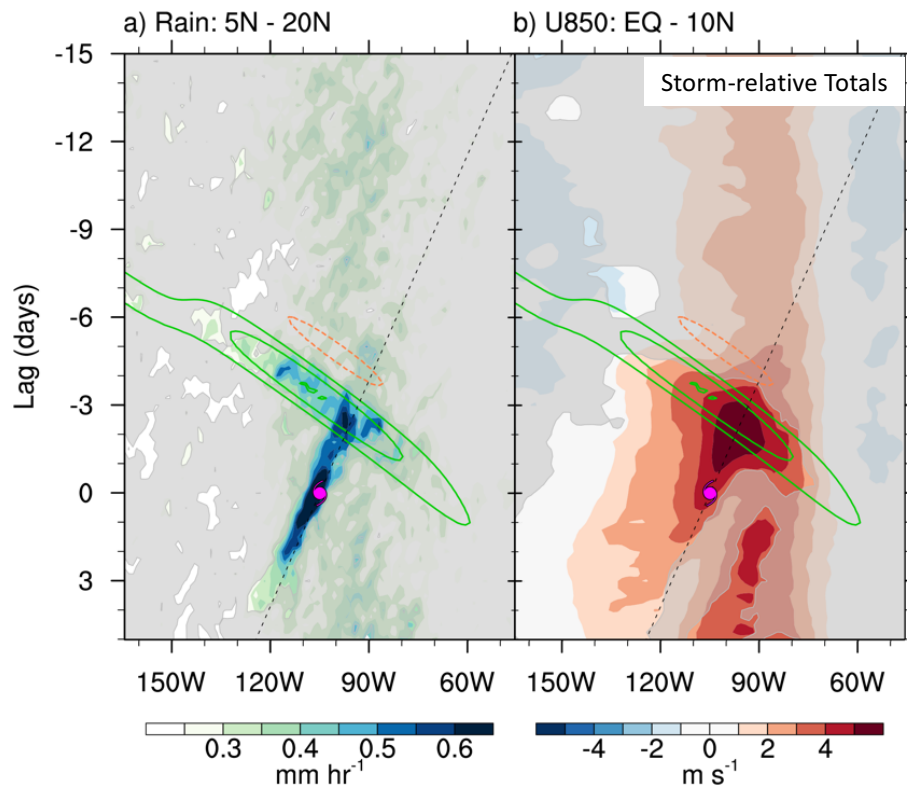 a) Rain: 5N - 20N
b) U850: EQ - 10N
Storm-relative Totals
Lag (days)
-15
-12
-9
-6
-3
0
3
150W 120W 90W 60W
150W 120W 90W 60W
0.3 0.4 0.5 0.6
mm hr⁻¹
-4 -2 0 2 4
m s⁻¹